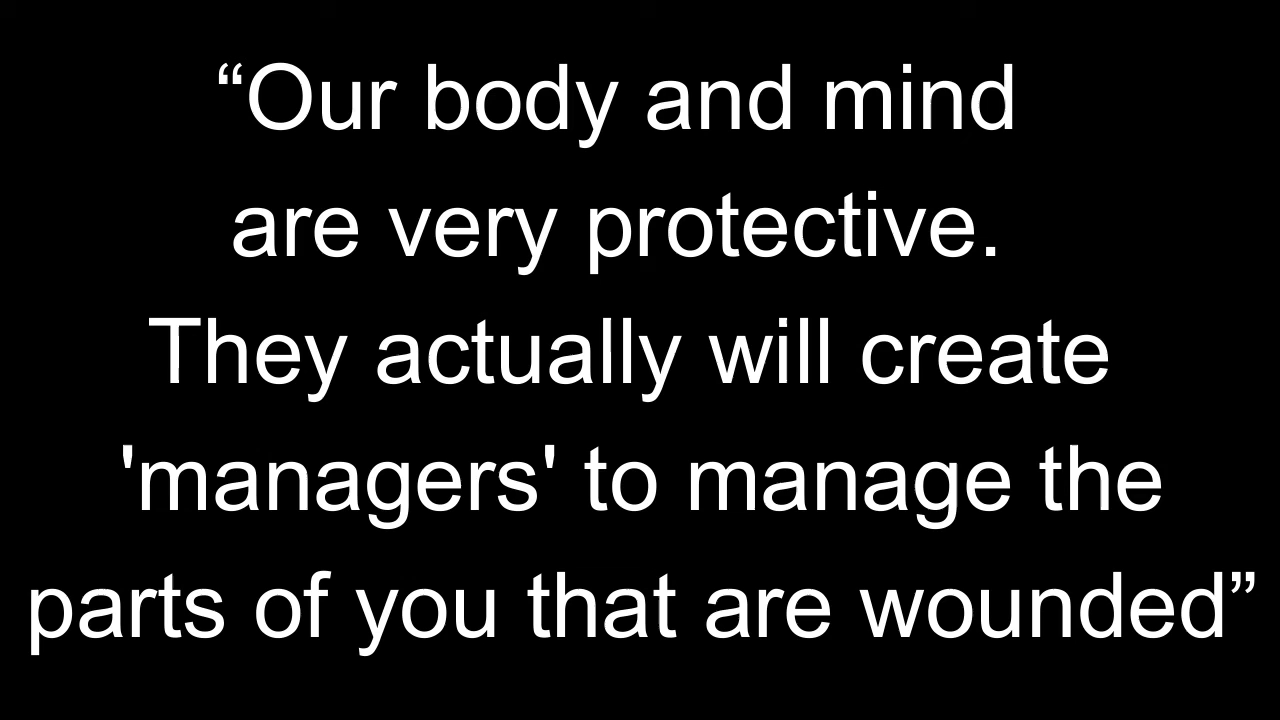 “Our body and mind
are very protective.
They actually will create
'managers' to manage the
parts of you that are wounded”